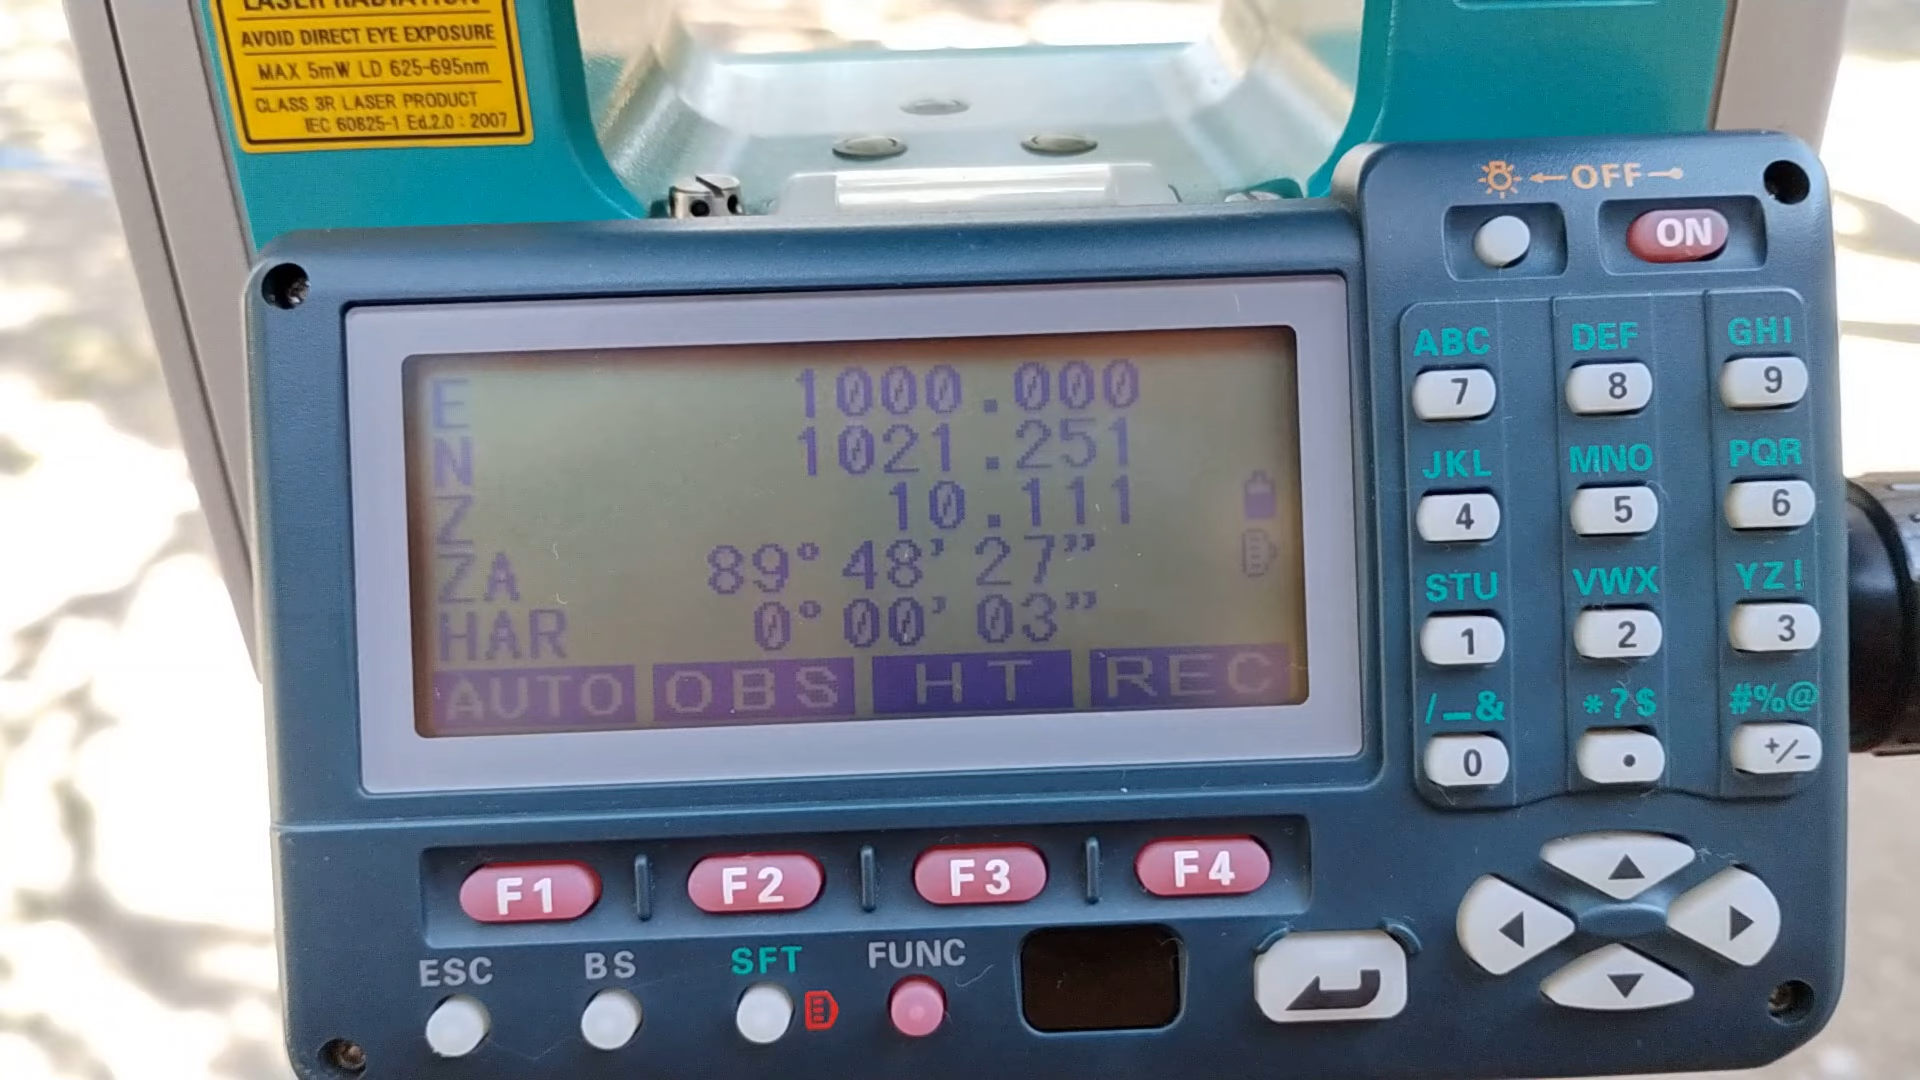 LASER RADIATION
AVOID DIRECT EYE EXPOSURE
MAX 5mW LD 625-695nm
CLASS 3R LASER PRODUCT
IEC 60825-1 Ed.2.0 : 2007
←OFF
ON
E 1000.000
N 1021.251
Z 10.111
ZA 89°48'27"
HAR 0°00'03"
AUTO OBS HT REC
ABC DEF GHI
7 8 9
JKL MNO PQR
4 5 6
STU VWX YZ!
1 2 3
/_& *?$ #%@
0 . +/-
F1 F2 F3 F4
ESC BS SFT FUNC